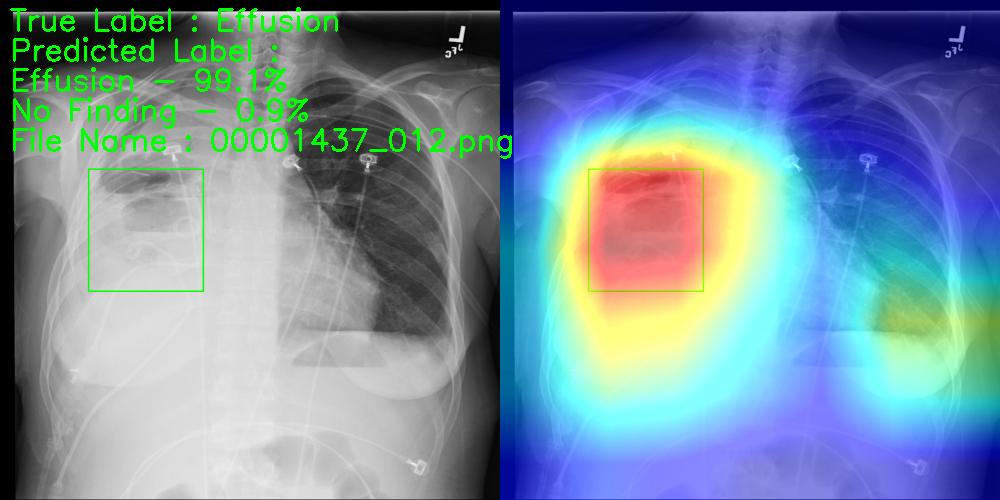 True Label : Effusion
Predicted Label :
Effusion - 99.1%
No Finding - 0.9%
File Name : 00001437_012.png
L
L